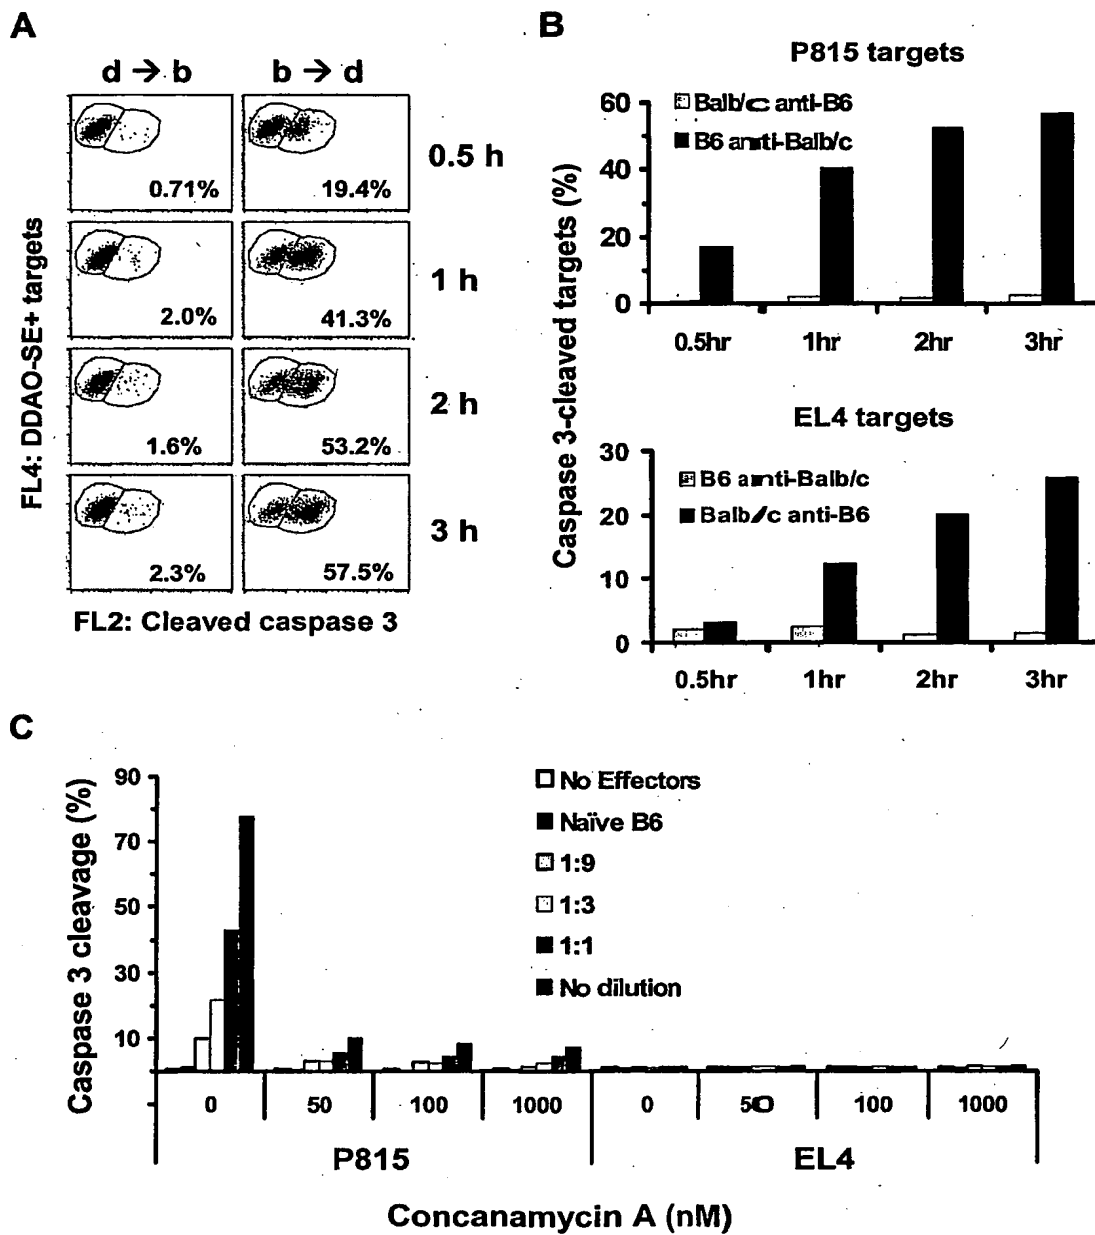 A
d → b
b → d
0.71%
19.4%
0.5 h
2.0%
41.3%
1 h
1.6%
53.2%
2 h
2.3%
57.5%
3 h
FL4: DDAO-SE+ targets
FL2: Cleaved caspase 3
B
P815 targets
Caspase 3-cleaved targets (%)
60
40
20
0
Balb/c anti-B6
B6 anti-Balb/c
0.5hr 1hr 2hr 3hr
EL4 targets
30
20
10
0
B6 anti-Balb/c
Balb/c anti-B6
0.5hr 1hr 2hr 3hr
C
Caspase 3 cleavage (%)
90
70
50
30
10
No Effectors
Naïve B6
1:9
1:3
1:1
No dilution
0 50 100 1000 0 50 100 1000
P815 EL4
Concanamycin A (nM)